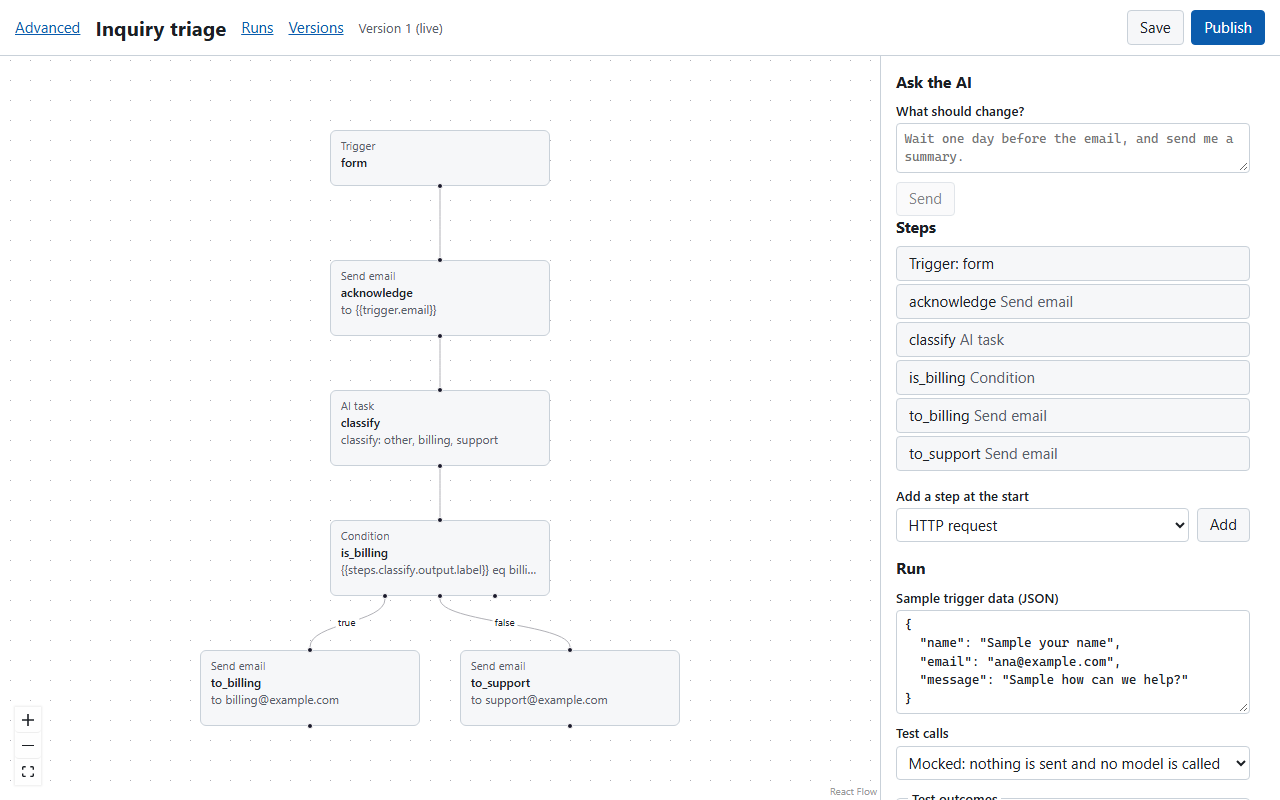 Advanced
Inquiry triage
Runs
Versions
Version 1 (live)
Save
Publish
Trigger
form
Send email
acknowledge
to {{trigger.email}}
AI task
classify
classify: other, billing, support
Condition
is_billing
{{steps.classify.output.label}} eq billi...
true
false
Send email
to_billing
to billing@example.com
Send email
to_support
to support@example.com
React Flow
Ask the AI
What should change?
Wait one day before the email, and send me a
summary.
Send
Steps
Trigger: form
acknowledge Send email
classify AI task
is_billing Condition
to_billing Send email
to_support Send email
Add a step at the start
HTTP request
Add
Run
Sample trigger data (JSON)
{
"name": "Sample your name",
"email": "ana@example.com",
"message": "Sample how can we help?"
}
Test calls
Mocked: nothing is sent and no model is called
Test outcomes